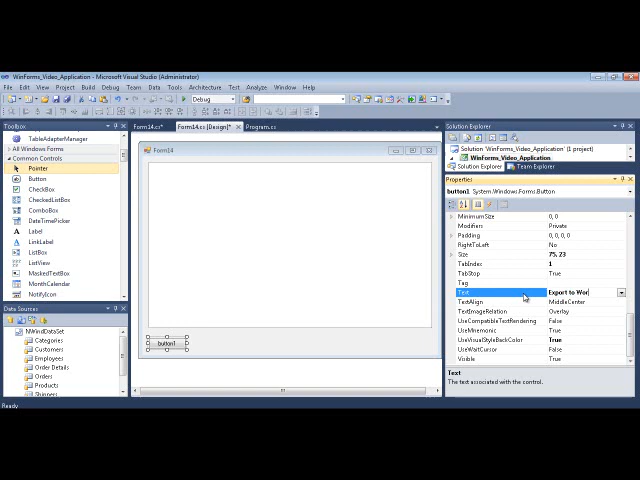 WinForms_Video_Application - Microsoft Visual Studio (Administrator)
File Edit View Project Build Debug Team Data Tools Architecture Test Analyze Window Help
Debug
Toolbox
TableAdapterManager
All Windows Forms
Common Controls
Pointer
Button
CheckBox
CheckedListBox
ComboBox
DateTimePicker
Label
LinkLabel
ListBox
ListView
MaskedTextBox
MonthCalendar
NotifyIcon
Data Sources
NWindDataSet
Categories
Customers
Employees
Order Details
Orders
Products
Shippers
Ready
Form14.cs* Form14.cs [Design]* Program.cs
Form14
button1
Solution Explorer
Solution 'WinForms_Video_Application' (1 project)
WinForms_Video_Application
Solution Explorer Team Explorer
Properties
button1 System.Windows.Forms.Button
MinimumSize 0, 0
Modifiers Private
Padding 0, 0, 0, 0
RightToLeft No
Size 75, 23
TabIndex 1
TabStop True
Tag
Text Export to Wor
TextAlign MiddleCenter
TextImageRelation Overlay
UseCompatibleTextRendering False
UseMnemonic True
UseVisualStyleBackColor True
UseWaitCursor False
Visible True
Text
The text associated with the control.